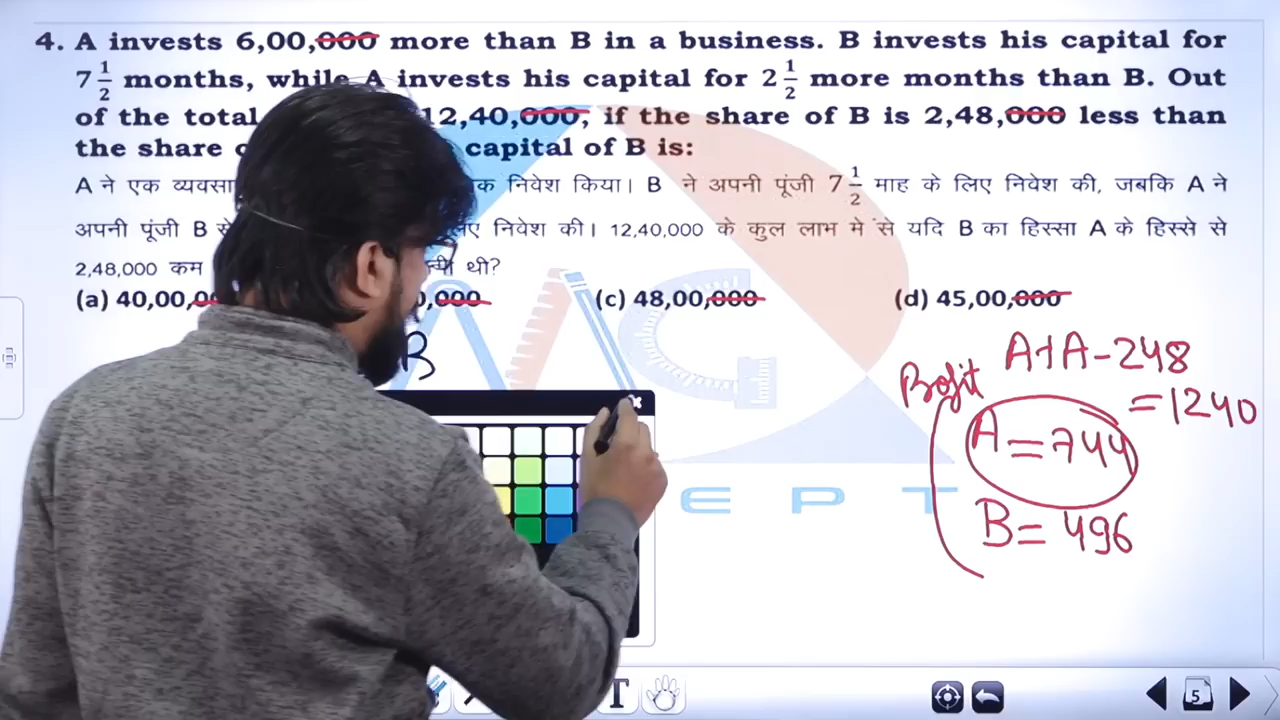 4. A invests 6,00,000 more than B in a business. B invests his capital for
7 1/2 months, while A invests his capital for 2 1/2 more months than B. Out
of the total 12,40,000, if the share of B is 2,48,000 less than
the share capital of B is:
A ने एक व्यवसा क निवेश किया। B ने अपनी पूंजी 7 1/2 माह के लिए निवेश की, जबकि A ने
अपनी पूंजी B से लिए निवेश की। 12,40,000 के कुल लाभ मे से यदि B का हिस्सा A के हिस्से से
2,48,000 कम थी?
(a) 40,00, ,000 (c) 48,00,000 (d) 45,00,000
B
Profit A+A-248
=1240
A=744
B=496
E P T
T
5